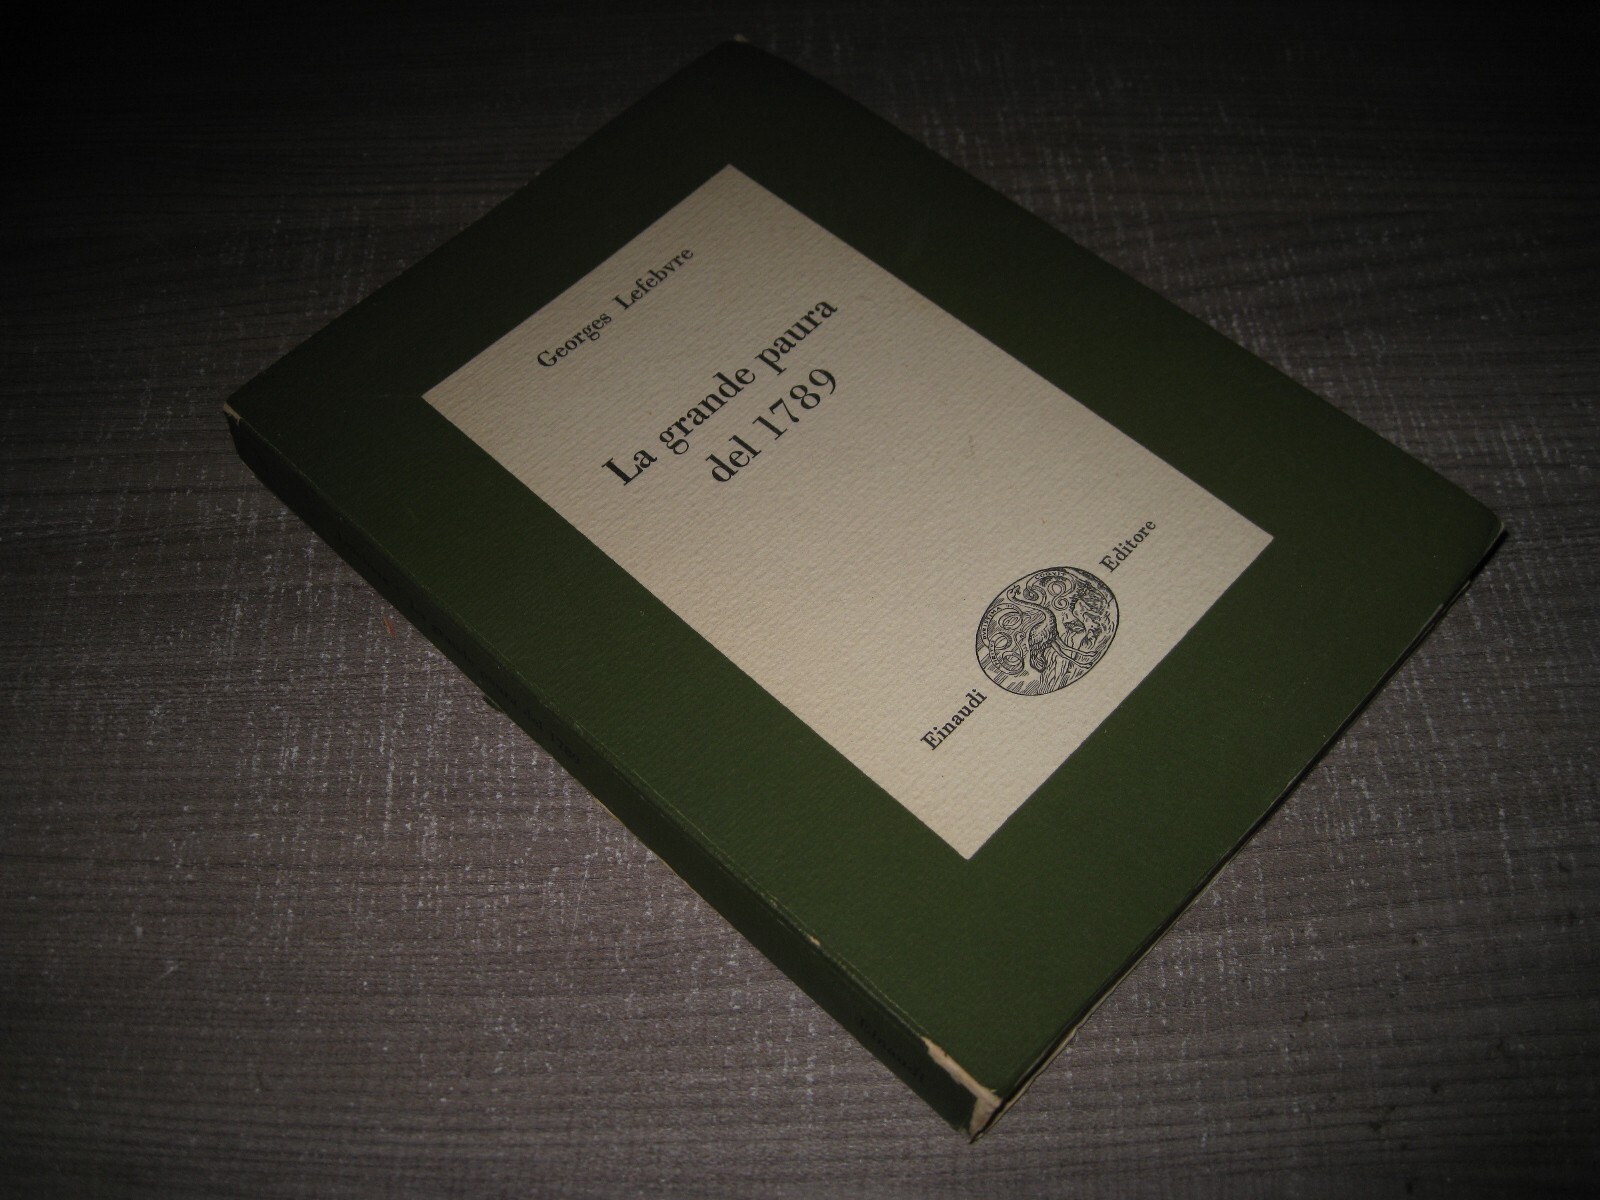 Georges Lefebvre
La grande paura
del 1789
Einaudi
Editore